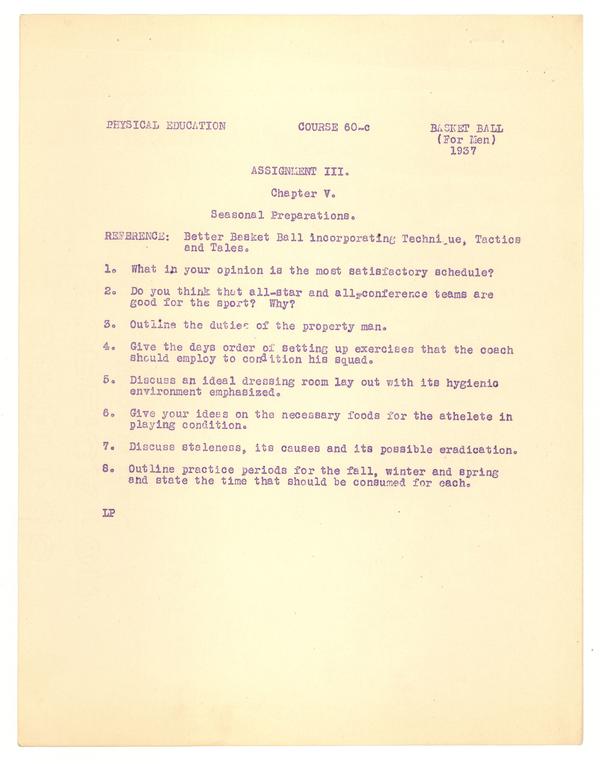 PHYSICAL EDUCATION COURSE 60-c BASKET BALL
(For Men)
1937
ASSIGNMENT III.
Chapter V.
Seasonal Preparations.
REFERENCE: Better Basket Ball incorporating Techni ue, Tactics
and Tales.
1. What in your opinion is the most satisfactory schedule?
2. Do you think that all-star and all-conference teams are
good for the sport? Why?
3. Outline the duties of the property man.
4. Give the days order of setting up exercises that the coach
should employ to condition his squad.
5. Discuss an ideal dressing room lay out with its hygienic
environment emphasized.
6. Give your ideas on the necessary foods for the athelete in
playing condition.
7. Discuss staleness, its causes and its possible eradication.
8. Outline practice periods for the fall, winter and spring
and state the time that should be consumed for each.
LP